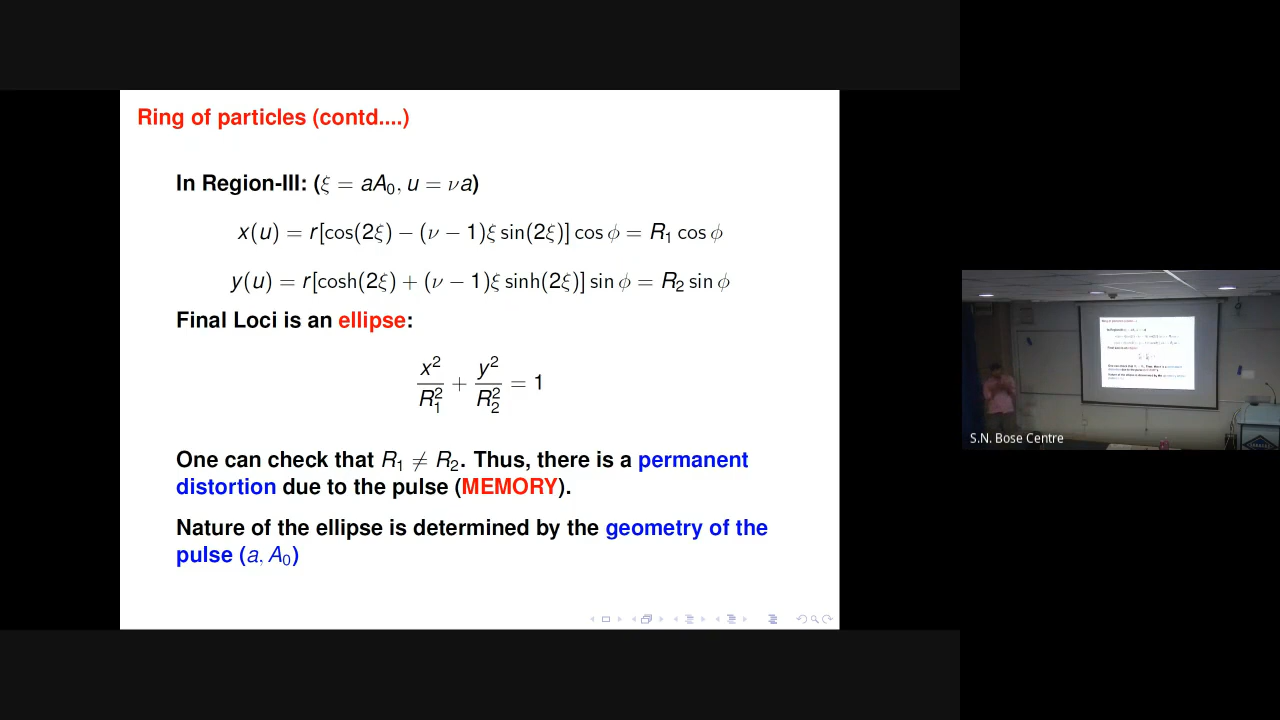 Ring of particles (contd....)
In Region-III: (ξ = aA₀, u = νa)
x(u) = r[cos(2ξ) − (ν − 1)ξ sin(2ξ)] cos ϕ = R₁ cos ϕ
y(u) = r[cosh(2ξ) + (ν − 1)ξ sinh(2ξ)] sin ϕ = R₂ sin ϕ
Final Loci is an ellipse:
x²/R₁² + y²/R₂² = 1
One can check that R₁ ≠ R₂. Thus, there is a permanent
distortion due to the pulse (MEMORY).
Nature of the ellipse is determined by the geometry of the
pulse (a, A₀)
S.N. Bose Centre